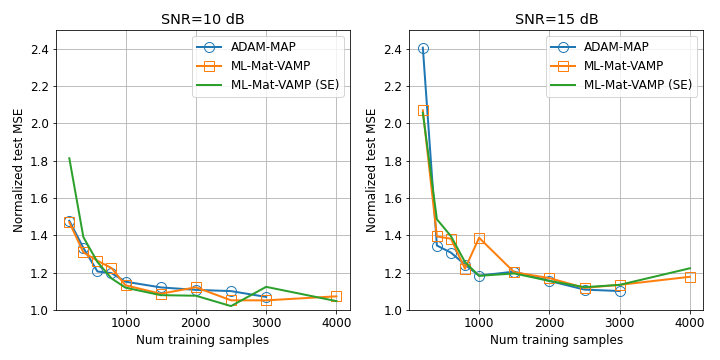 SNR=10 dB
Normalized test MSE
2.4
2.2
2.0
1.8
1.6
1.4
1.2
1.0
ADAM-MAP
ML-Mat-VAMP
ML-Mat-VAMP (SE)
1000 2000 3000 4000
Num training samples
SNR=15 dB
Normalized test MSE
2.4
2.2
2.0
1.8
1.6
1.4
1.2
1.0
ADAM-MAP
ML-Mat-VAMP
ML-Mat-VAMP (SE)
1000 2000 3000 4000
Num training samples